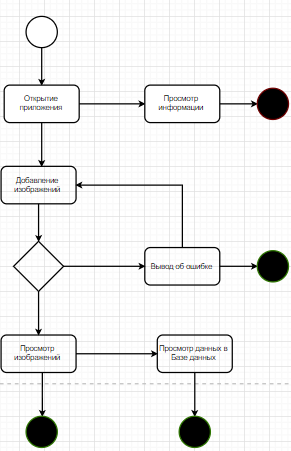 Открытие
приложения
Просмотр
информации
Добавление
изображений
Вывод об ошибке
Просмотр
изображений
Просмотр данных в
Базе данных